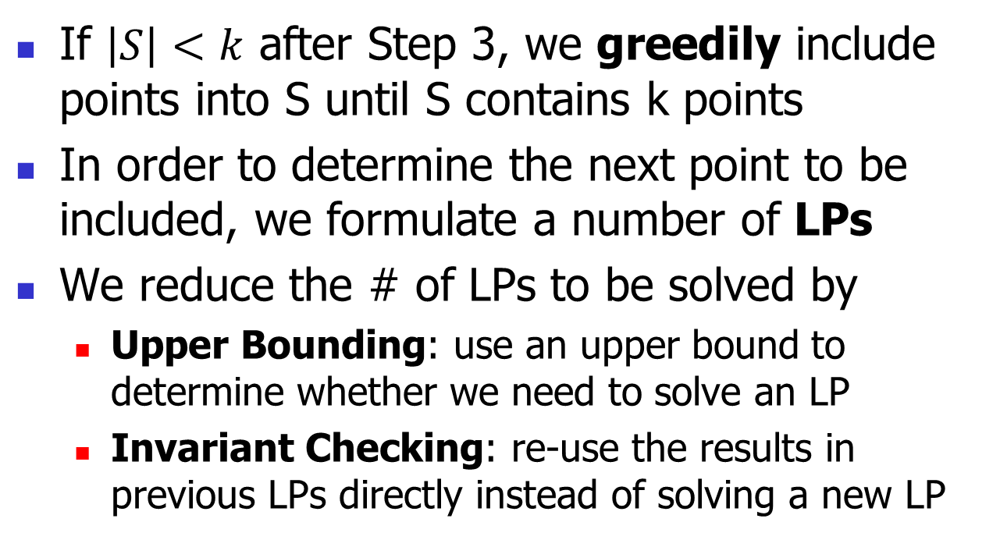 If |S| < k after Step 3, we greedily include
points into S until S contains k points
In order to determine the next point to be
included, we formulate a number of LPs
We reduce the # of LPs to be solved by
Upper Bounding: use an upper bound to
determine whether we need to solve an LP
Invariant Checking: re-use the results in
previous LPs directly instead of solving a new LP